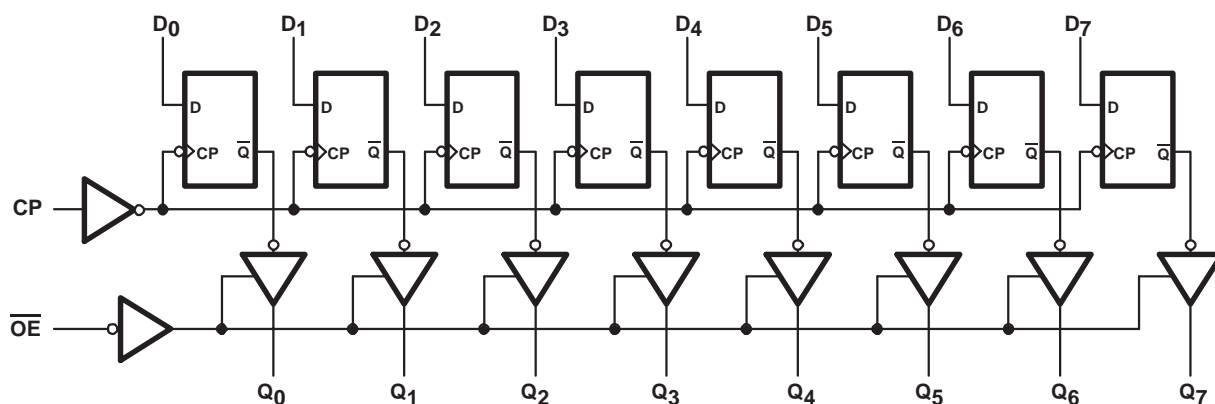 D0 D1 D2 D3 D4 D5 D6 D7
D D D D D D D D
CP Q̅ CP Q̅ CP Q̅ CP Q̅ CP Q̅ CP Q̅ CP Q̅ CP Q̅
CP
O̅E̅
Q0 Q1 Q2 Q3 Q4 Q5 Q6 Q7